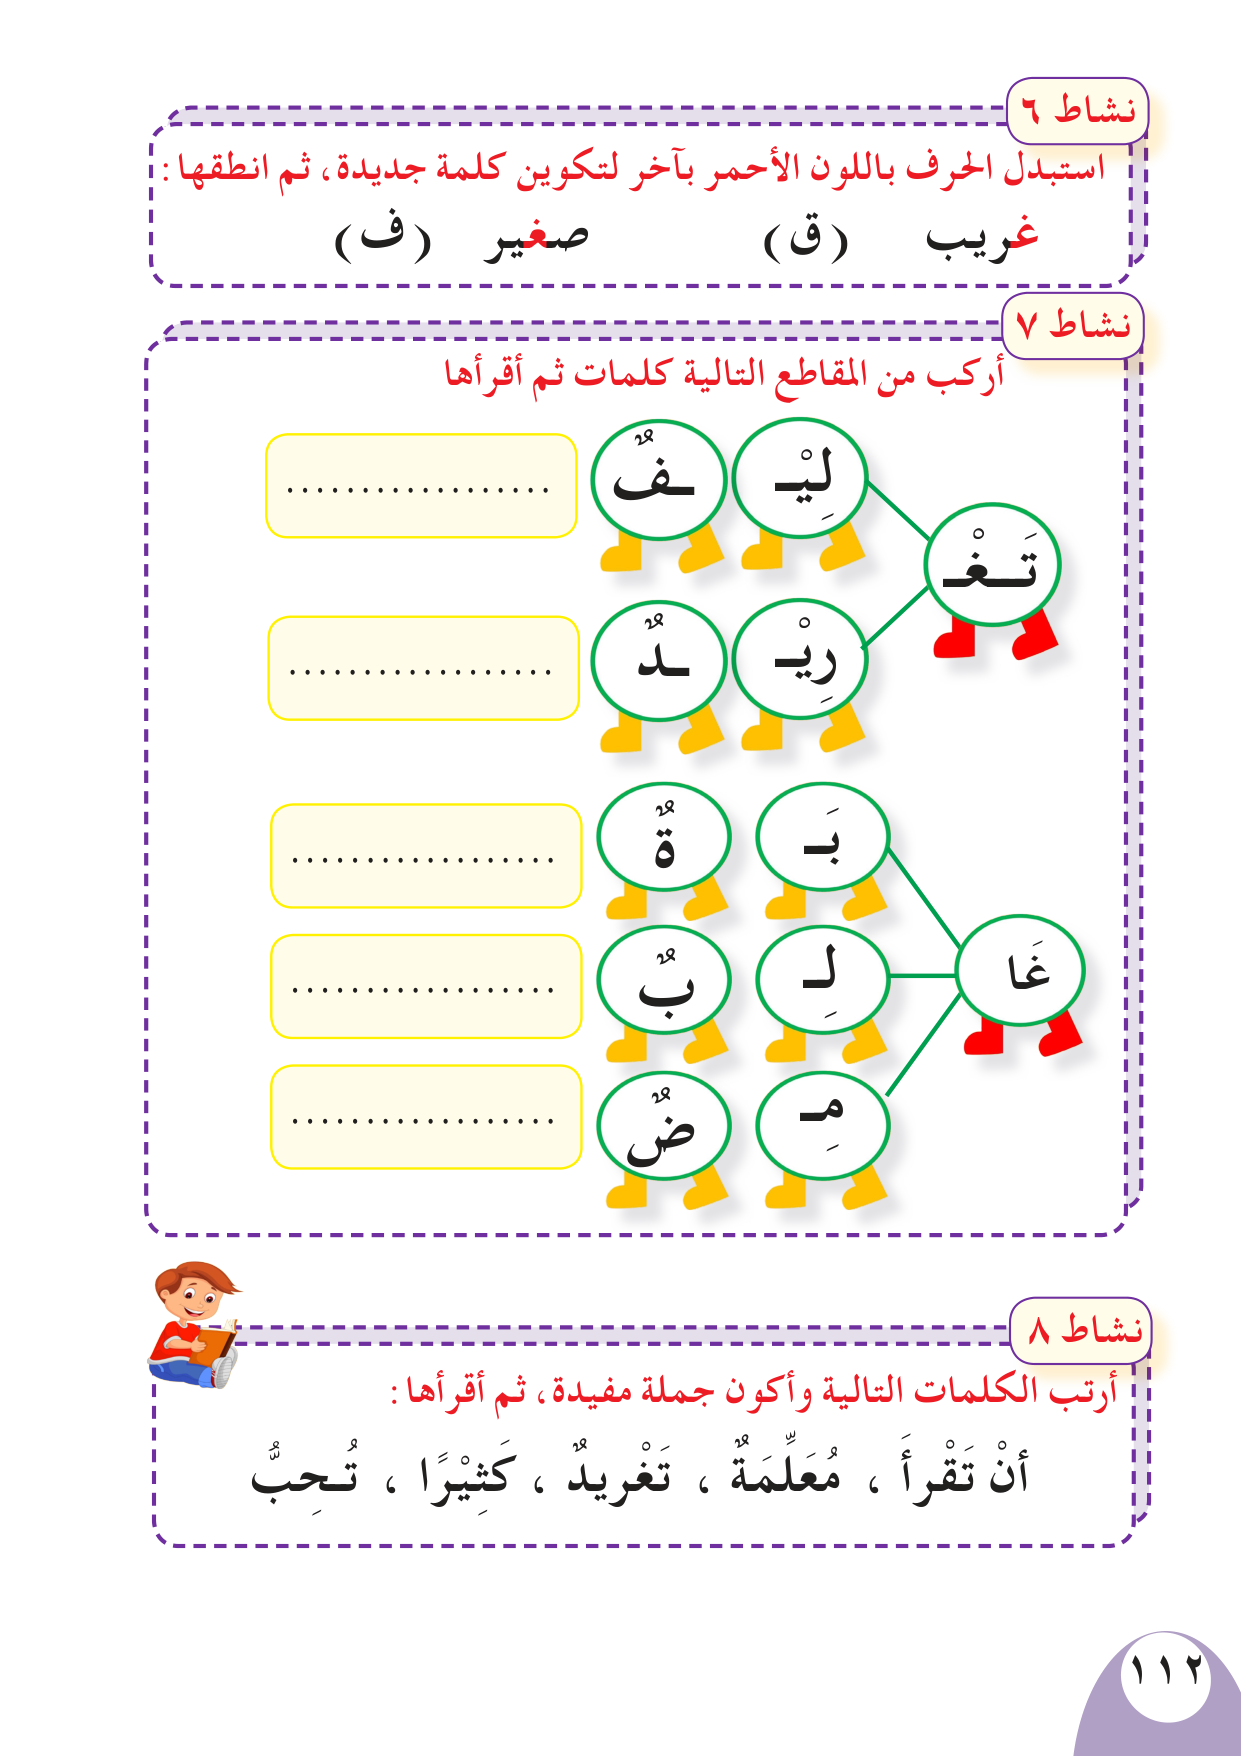 نشاط ٦
استبدل الحرف باللون الأحمر بآخر لتكوين كلمة جديدة، ثم انطقها :
غريب (ق) صغير (ف)
نشاط ٧
أركب من المقاطع التالية كلمات ثم أقرأها
تَـغْـ
لِيْـ ـفٌ ..................
رِيْـ ـدٌ ..................
غَا
بَـ ةٌ ..................
لـِ بٌ ..................
مِـ ضٌ ..................
نشاط ٨
أرتب الكلمات التالية وأكون جملة مفيدة، ثم أقرأها :
أنْ تَقْرأَ ، مُعَلِّمَةٌ ، تَغْريدٌ ، كَثِيْرًا ، تُـحِبُّ
١١٢